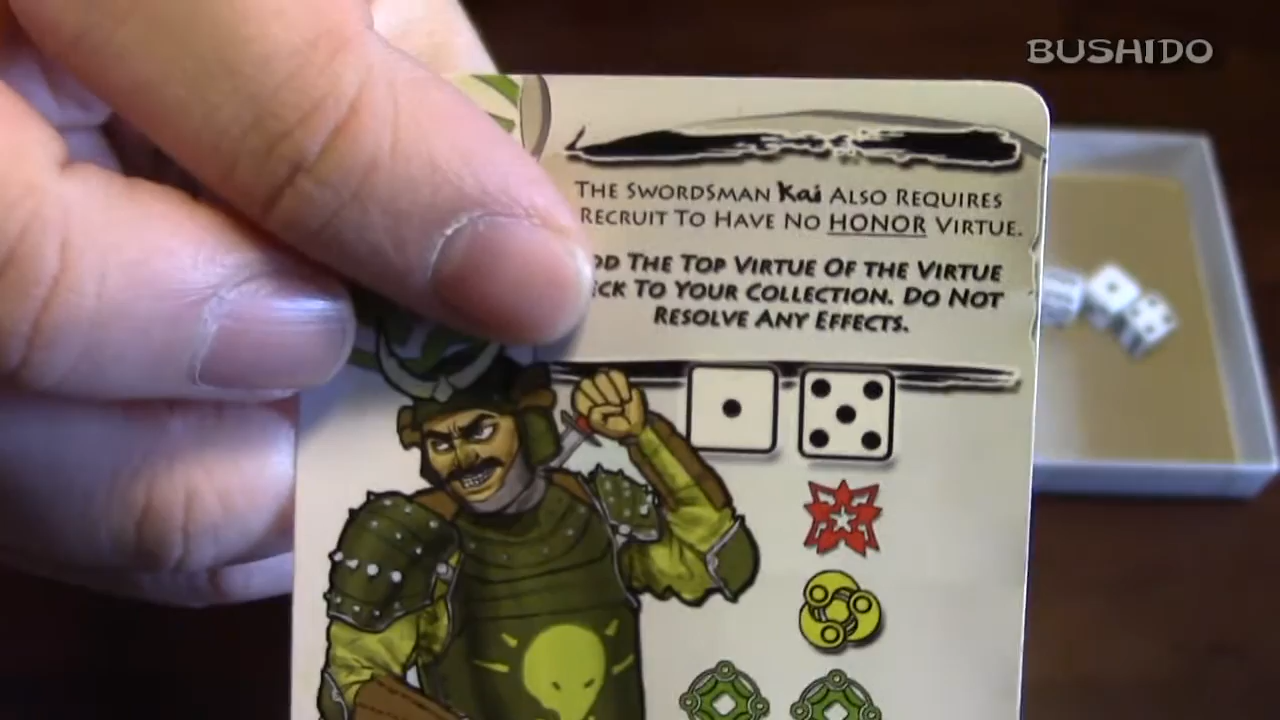 BUSHIDO
THE SWORDSMAN Kai ALSO REQUIRES
RECRUIT TO HAVE NO HONOR VIRTUE.
THE TOP VIRTUE OF THE VIRTUE
TO YOUR COLLECTION. DO NOT
RESOLVE ANY EFFECTS.